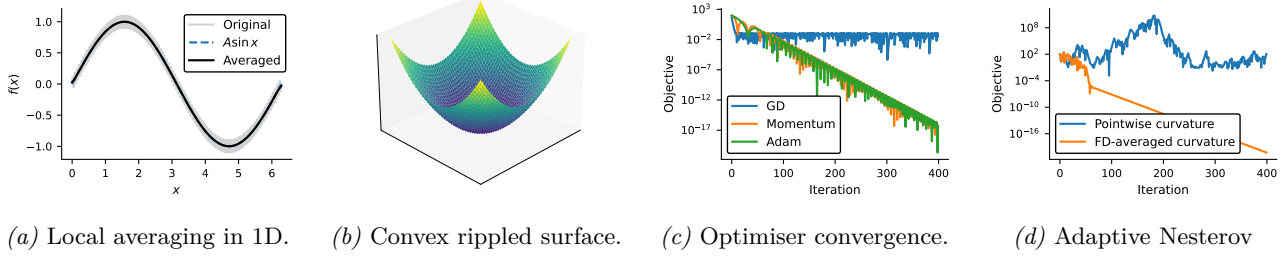 1.0
0.5
0.0
−0.5
−1.0
f(x)
0 1 2 3 4 5 6
x
Original
A sin x
Averaged
10^3
10^−2
10^−7
10^−12
10^−17
Objective
0 100 200 300 400
Iteration
GD
Momentum
Adam
10^8
10^2
10^−4
10^−10
10^−16
Objective
0 100 200 300 400
Iteration
Pointwise curvature
FD-averaged curvature
(a) Local averaging in 1D.
(b) Convex rippled surface.
(c) Optimiser convergence.
(d) Adaptive Nesterov